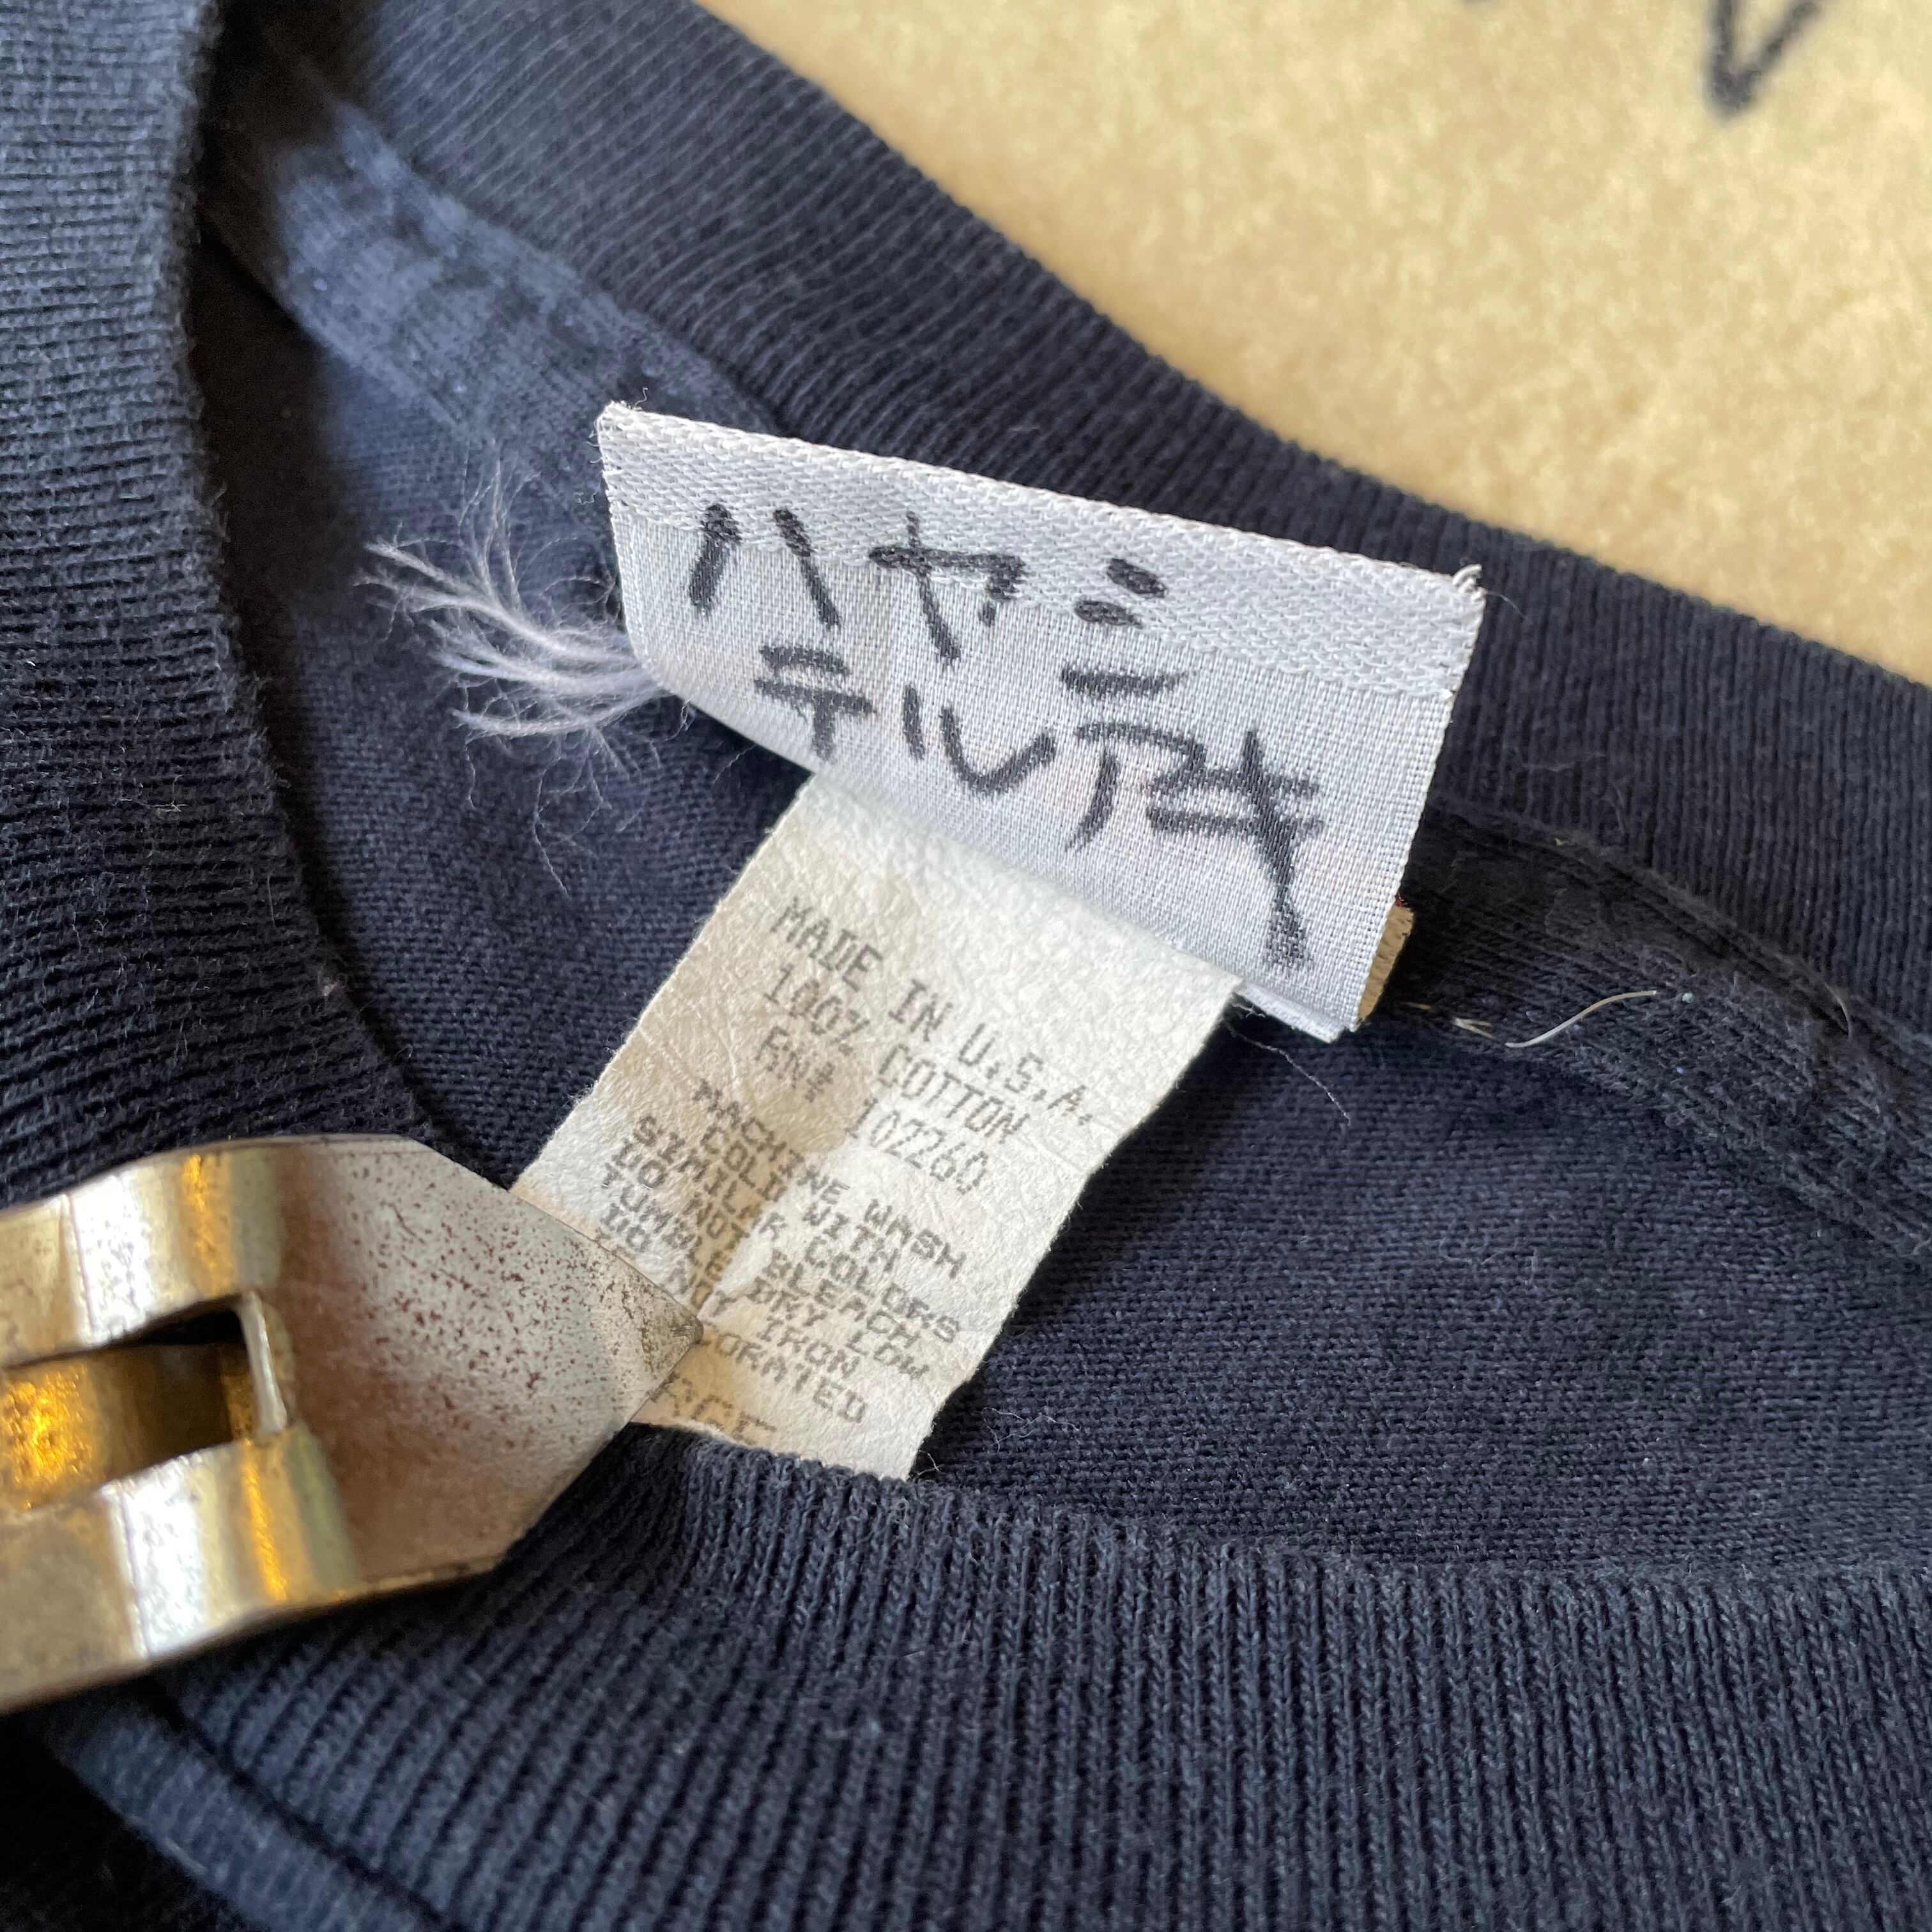 ハヤシ
テルアキ
MADE IN U.S.A.
100% COTTON
RN# 102260
MACHINE WASH
COLD WITH
SIMILAR COLORS
DO NOT BLEACH
TUMBLE DRY LOW
DO NOT IRON